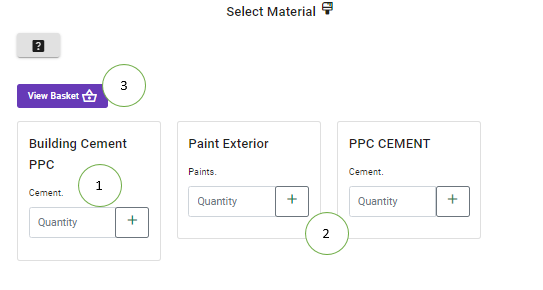 Select Material
?
View Basket
3
Building Cement
PPC
Cement.
1
Quantity
+
Paint Exterior
Paints.
Quantity
+
2
PPC CEMENT
Cement.
Quantity
+